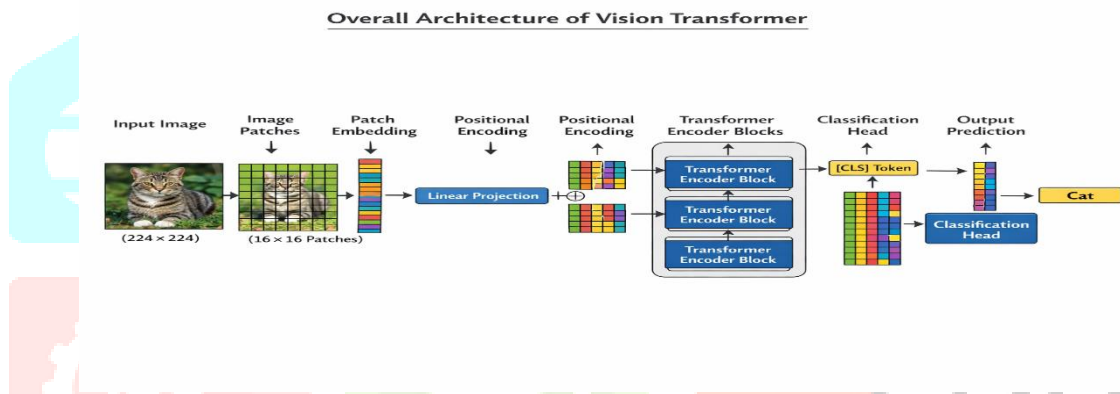 Overall Architecture of Vision Transformer
Input Image
Image
Patches
Patch
Embedding
Positional
Encoding
Positional
Encoding
Transformer
Encoder Blocks
Classification
Head
Output
Prediction
(224 × 224)
(16 × 16 Patches)
Linear Projection
Transformer
Encoder Block
Transformer
Encoder Block
Transformer
Encoder Block
[CLS] Token
Classification
Head
Cat